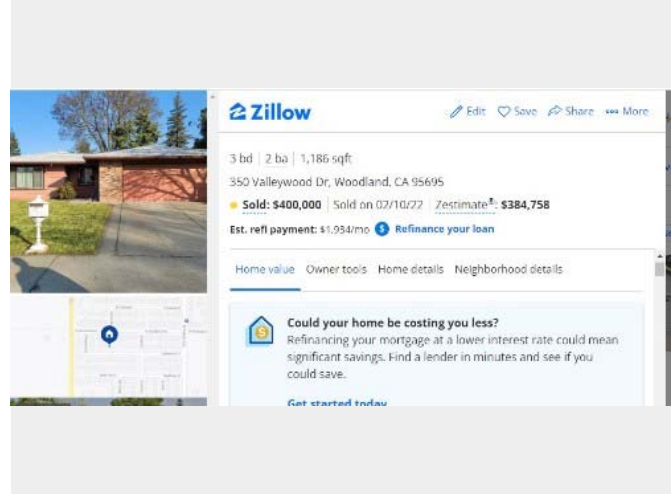 Zillow
Edit Save Share More
3 bd | 2 ba | 1,186 sqft
350 Valleywood Dr, Woodland, CA 95695
Sold: $400,000 | Sold on 02/10/22 | Zestimate®: $384,758
Est. refi payment: $1,934/mo $ Refinance your loan
Home value Owner tools Home details Neighborhood details
Could your home be costing you less?
Refinancing your mortgage at a lower interest rate could mean
significant savings. Find a lender in minutes and see if you
could save.
Get started today